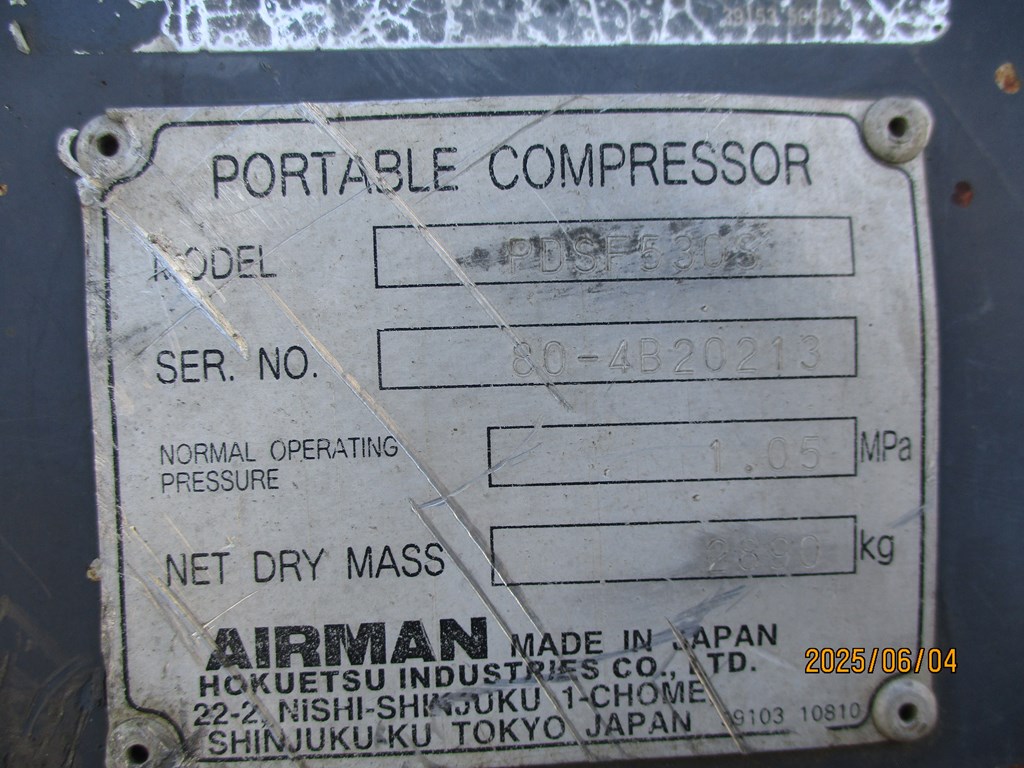 PORTABLE COMPRESSOR
MODEL PDSF530S
SER. NO. 80-4B20213
NORMAL OPERATING
PRESSURE 1.05 MPa
NET DRY MASS 2890 kg
AIRMAN MADE IN JAPAN
HOKUETSU INDUSTRIES CO., LTD.
22-2, NISHI-SHINJUKU 1-CHOME
SHINJUKU-KU TOKYO JAPAN
39103 10810
2025/06/04